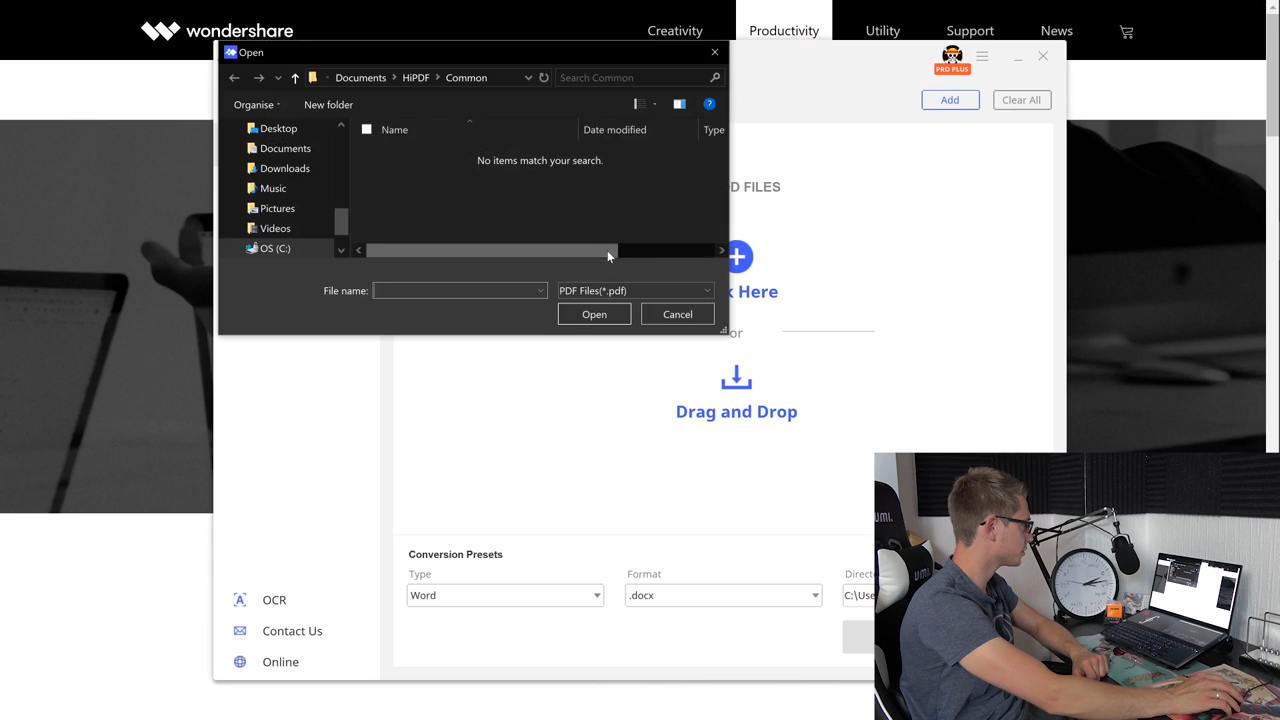 wondershare
Creativity
Productivity
Utility
Support
News
Open
PRO PLUS
Documents
HiPDF
Common
Search Common
Organise
New folder
Add
Clear All
Desktop
Documents
Downloads
Music
Pictures
Videos
OS (C:)
Name
Date modified
Type
No items match your search.
D FILES
k Here
or
Drag and Drop
File name:
PDF Files(*.pdf)
Open
Cancel
Conversion Presets
Type
Format
Directo
Word
.docx
C:\Use
OCR
Contact Us
Online
UMI.
UMI.